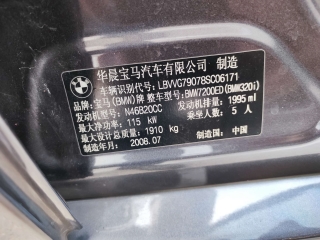 华晨宝马汽车有限公司 制造
车辆识别代号: LBVVG79078SC06171
品牌: 宝马(BMW)牌 整车型号: BMW7200ED(BMW320i)
发动机型号: N46B20CC 发动机排量: 1995 ml
最大净功率: 115 kW 乘坐人数: 5 人
最大设计总质量: 1910 kg
制造年月: 2008.07 制造国: 中国